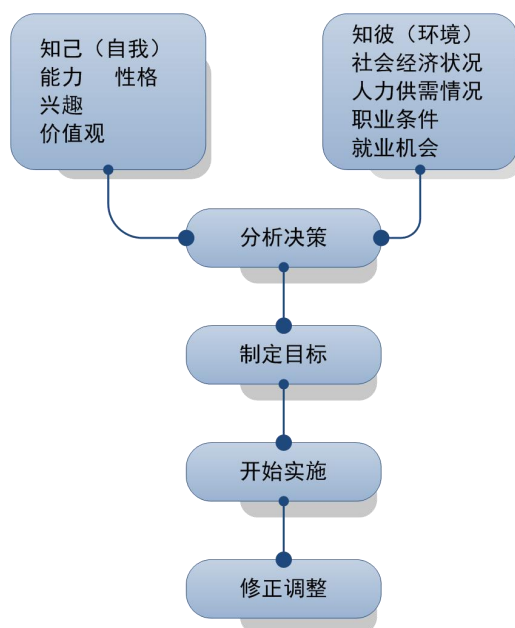 知己（自我）
能力　　性格
兴趣
价值观
知彼（环境）
社会经济状况
人力供需情况
职业条件
就业机会
分析决策
制定目标
开始实施
修正调整